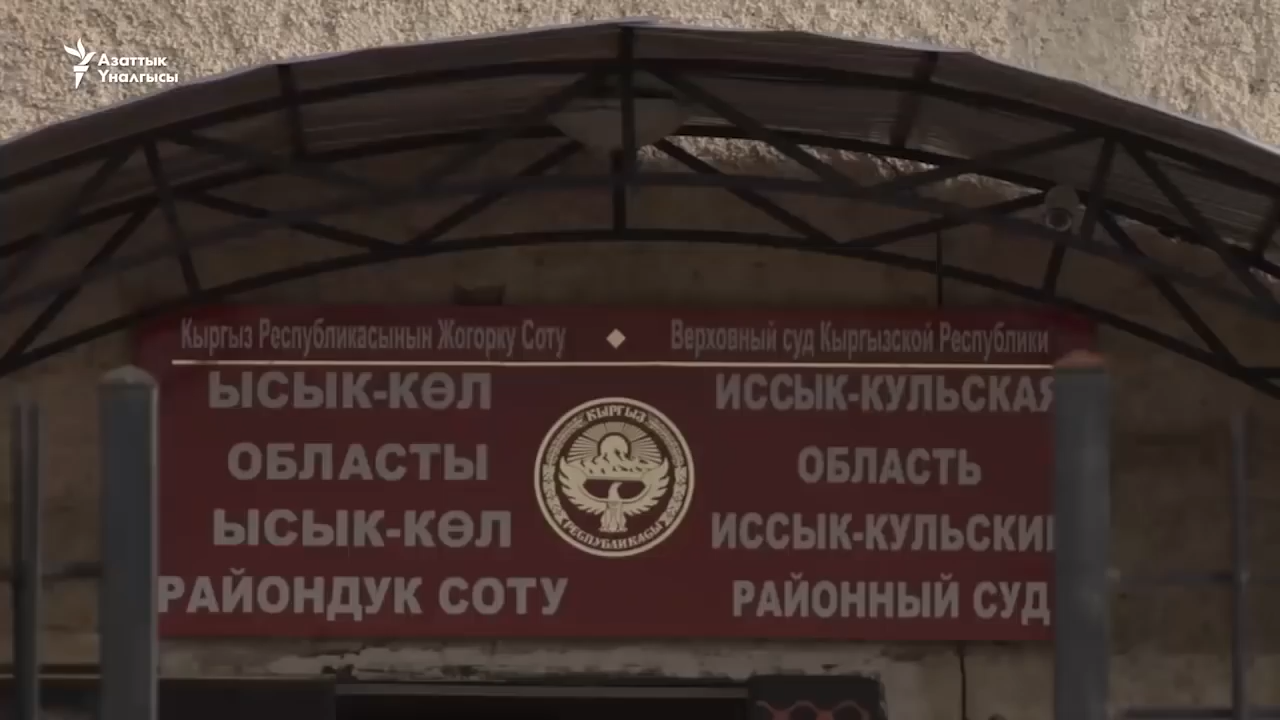 Азаттык
Үналгысы
Кыргыз Республикасынын Жогорку Соту
Верховный суд Кыргызской Республики
ЫСЫК-КӨЛ
ОБЛАСТЫ
ЫСЫК-КӨЛ
РАЙОНДУК СОТУ
КЫРГЫЗ
РЕСПУБЛИКАСЫ
ИССЫК-КУЛЬСКАЯ
ОБЛАСТЬ
ИССЫК-КУЛЬСКИЙ
РАЙОННЫЙ СУД